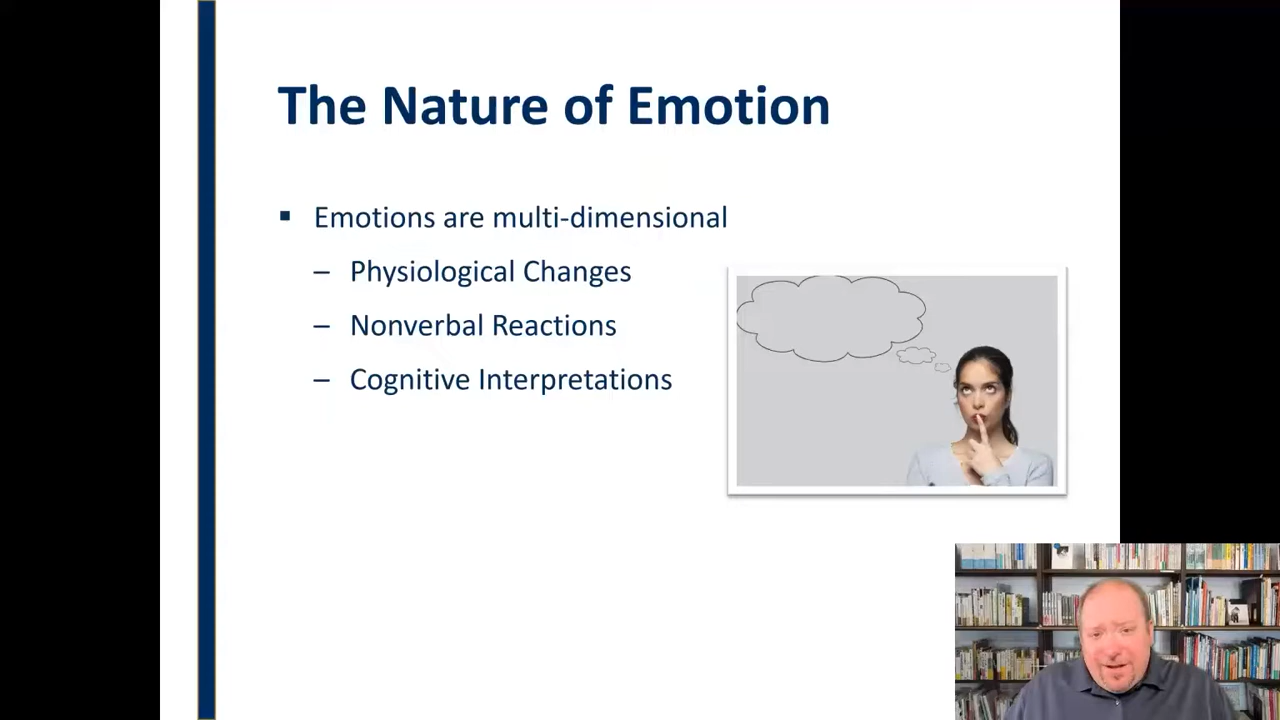 The Nature of Emotion
▪ Emotions are multi-dimensional
– Physiological Changes
– Nonverbal Reactions
– Cognitive Interpretations